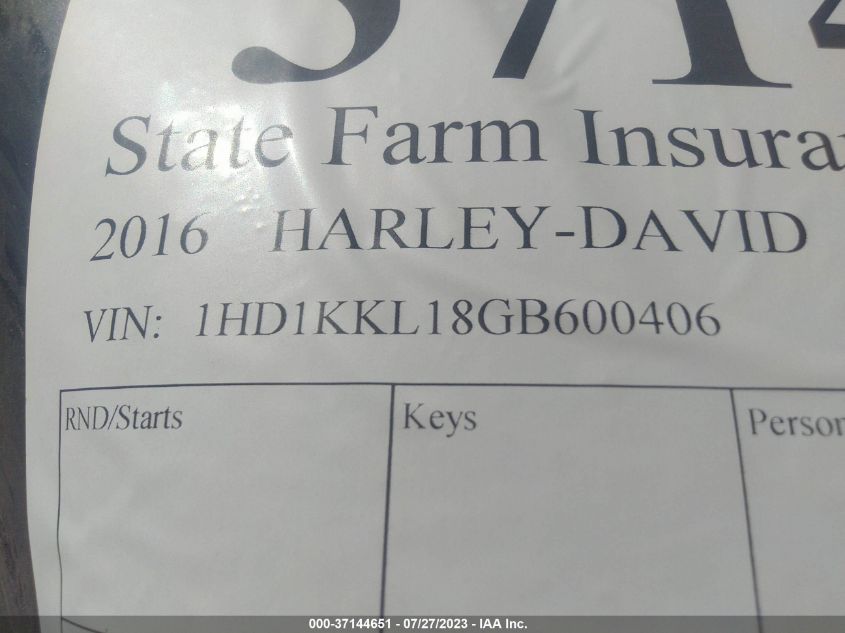 State Farm Insura
2016 HARLEY-DAVID
VIN: 1HD1KKL18GB600406
RND/Starts
Keys
Person
000-37144651 - 07/27/2023 - IAA Inc.